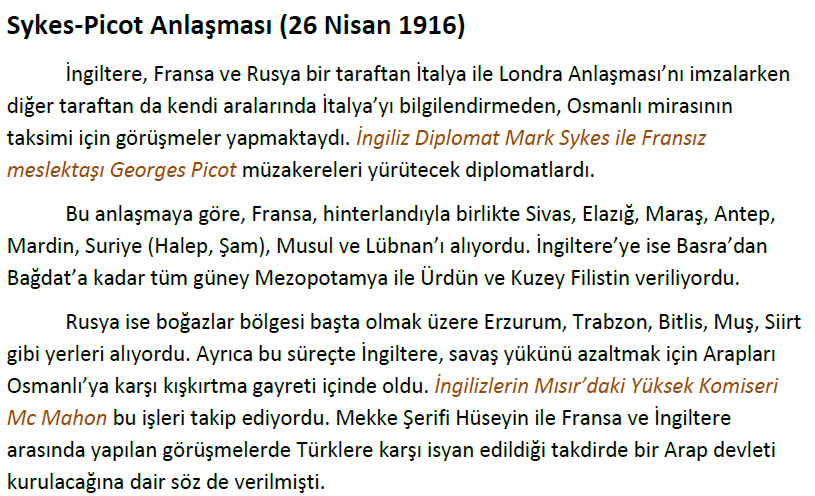 Sykes-Picot Anlaşması (26 Nisan 1916)
İngiltere, Fransa ve Rusya bir taraftan İtalya ile Londra Anlaşması’nı imzalarken
diğer taraftan da kendi aralarında İtalya’yı bilgilendirmeden, Osmanlı mirasının
taksimi için görüşmeler yapmaktaydı. İngiliz Diplomat Mark Sykes ile Fransız
meslektaşı Georges Picot müzakereleri yürütecek diplomatlardı.
Bu anlaşmaya göre, Fransa, hinterlandıyla birlikte Sivas, Elazığ, Maraş, Antep,
Mardin, Suriye (Halep, Şam), Musul ve Lübnan’ı alıyordu. İngiltere’ye ise Basra’dan
Bağdat’a kadar tüm güney Mezopotamya ile Ürdün ve Kuzey Filistin veriliyordu.
Rusya ise boğazlar bölgesi başta olmak üzere Erzurum, Trabzon, Bitlis, Muş, Siirt
gibi yerleri alıyordu. Ayrıca bu süreçte İngiltere, savaş yükünü azaltmak için Arapları
Osmanlı’ya karşı kışkırtma gayreti içinde oldu. İngilizlerin Mısır’daki Yüksek Komiseri
Mc Mahon bu işleri takip ediyordu. Mekke Şerifi Hüseyin ile Fransa ve İngiltere
arasında yapılan görüşmelerde Türklere karşı isyan edildiği takdirde bir Arap devleti
kurulacağına dair söz de verilmişti.